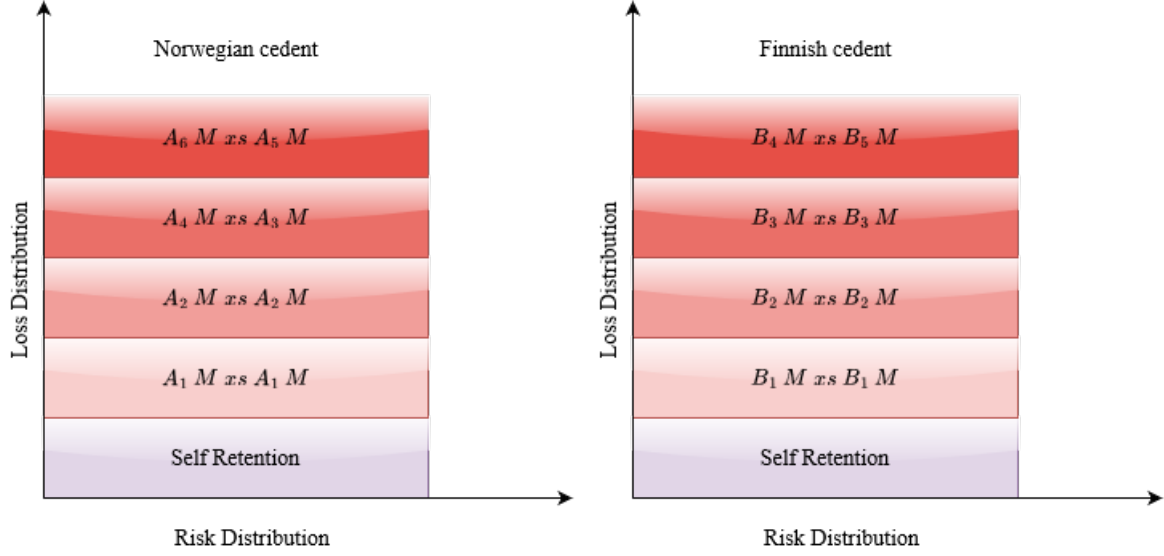 Norwegian cedent
A₆ M xs A₅ M
A₄ M xs A₃ M
A₂ M xs A₂ M
A₁ M xs A₁ M
Self Retention
Loss Distribution
Risk Distribution
Finnish cedent
B₄ M xs B₅ M
B₃ M xs B₃ M
B₂ M xs B₂ M
B₁ M xs B₁ M
Self Retention
Loss Distribution
Risk Distribution